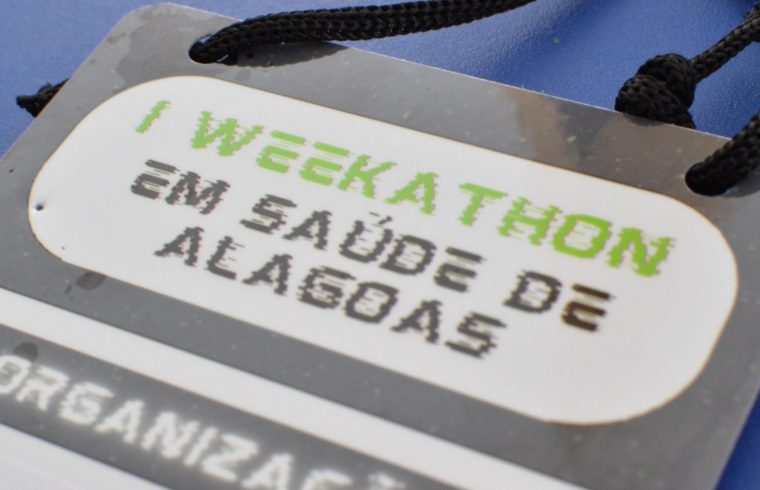 I WEEKATHON
EM SAÚDE DE
ALAGOAS